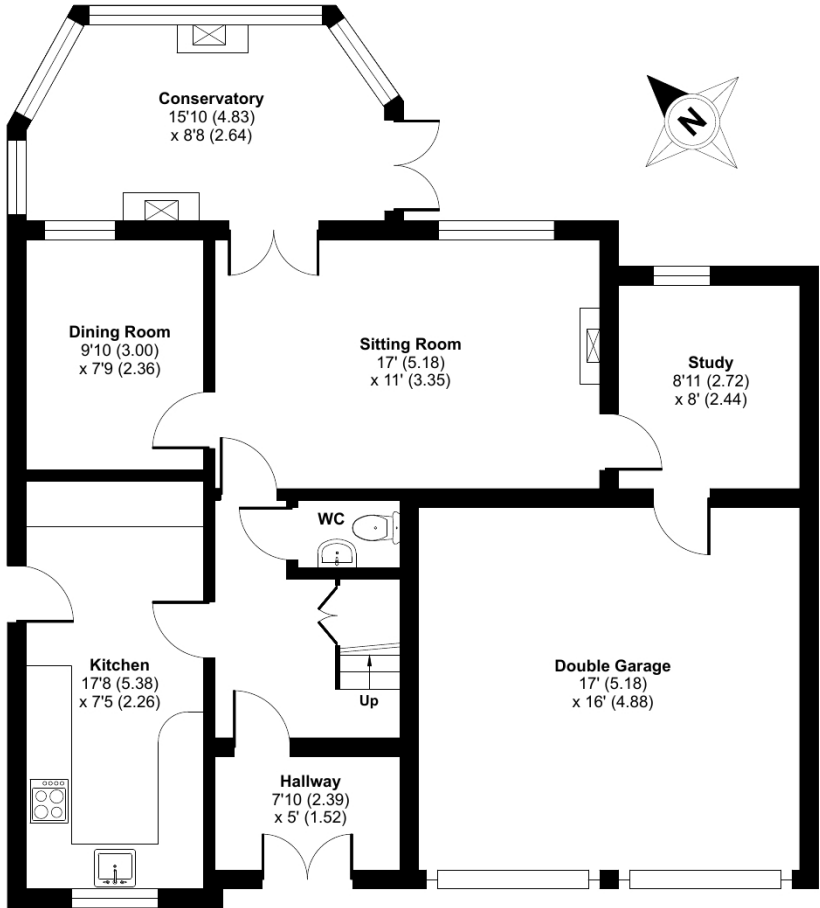 Conservatory
15'10 (4.83)
x 8'8 (2.64)
N
Dining Room
9'10 (3.00)
x 7'9 (2.36)
Sitting Room
17' (5.18)
x 11' (3.35)
Study
8'11 (2.72)
x 8' (2.44)
WC
Kitchen
17'8 (5.38)
x 7'5 (2.26)
Up
Double Garage
17' (5.18)
x 16' (4.88)
Hallway
7'10 (2.39)
x 5' (1.52)